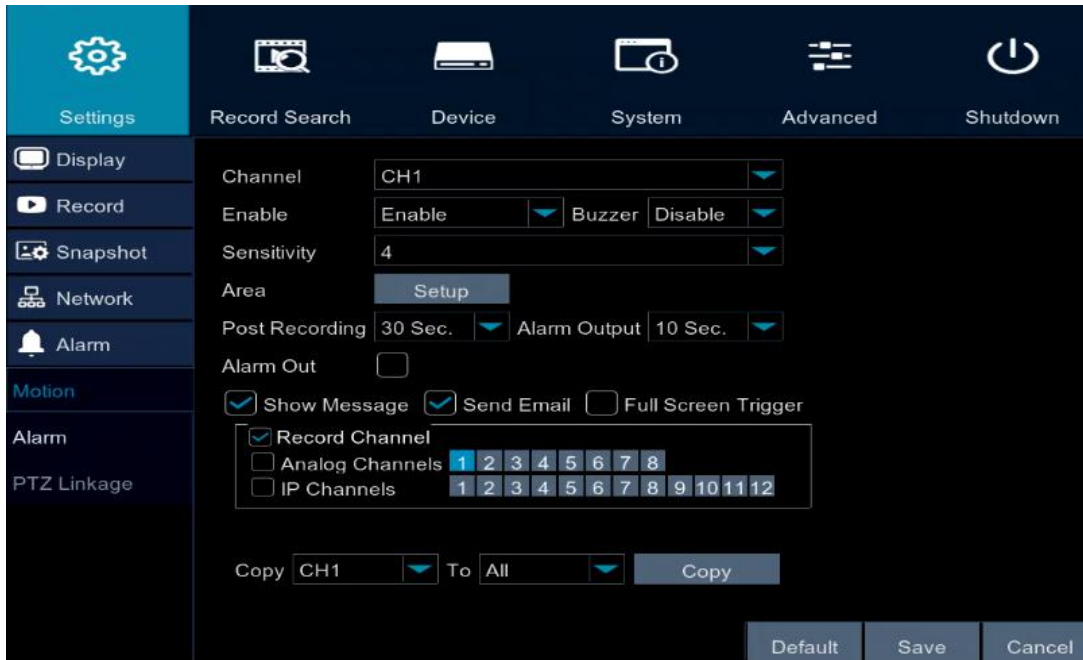 Settings Record Search Device System Advanced Shutdown
Display
Record
Snapshot
Network
Alarm
Motion
Alarm
PTZ Linkage
Channel CH1
Enable Enable Buzzer Disable
Sensitivity 4
Area Setup
Post Recording 30 Sec. Alarm Output 10 Sec.
Alarm Out
Show Message Send Email Full Screen Trigger
Record Channel
Analog Channels 1 2 3 4 5 6 7 8
IP Channels 1 2 3 4 5 6 7 8 9 10 11 12
Copy CH1 To All Copy
Default Save Cancel